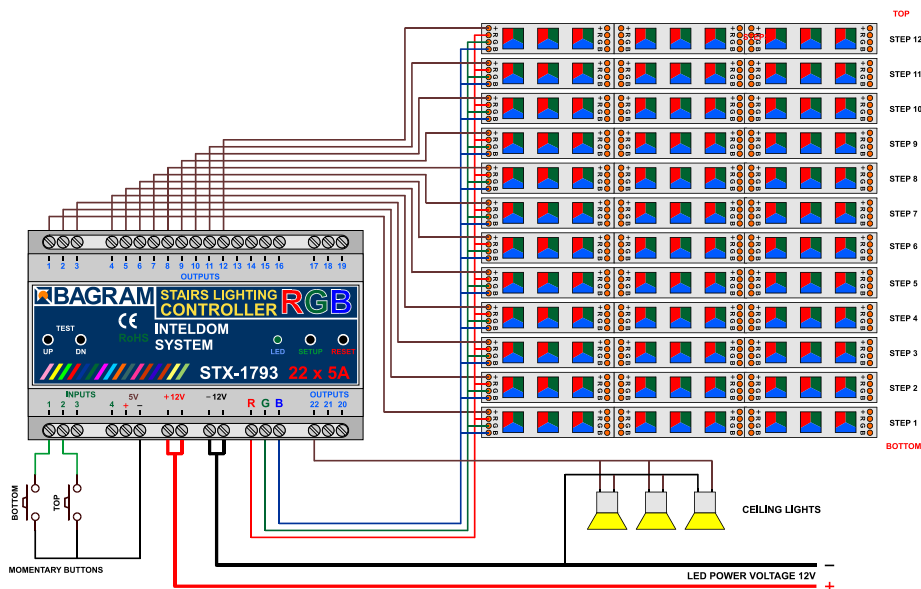 TOP
+ R G B + R G B + R G B + R G B + R G B + R G B STEP 12
+ R G B + R G B + R G B + R G B + R G B + R G B STEP 11
+ R G B + R G B + R G B + R G B + R G B + R G B STEP 10
+ R G B + R G B + R G B + R G B + R G B + R G B STEP 9
+ R G B + R G B + R G B + R G B + R G B + R G B STEP 8
+ R G B + R G B + R G B + R G B + R G B + R G B STEP 7
+ R G B + R G B + R G B + R G B + R G B + R G B STEP 6
+ R G B + R G B + R G B + R G B + R G B + R G B STEP 5
+ R G B + R G B + R G B + R G B + R G B + R G B STEP 4
+ R G B + R G B + R G B + R G B + R G B + R G B STEP 3
+ R G B + R G B + R G B + R G B + R G B + R G B STEP 2
+ R G B + R G B + R G B + R G B + R G B + R G B STEP 1
BOTTOM
1 2 3 4 5 6 7 8 9 10 11 12 13 14 15 16 17 18 19
OUTPUTS
BAGRAM STAIRS LIGHTING CONTROLLER RGB
CE
RoHS
INTELDOM
SYSTEM
TEST
UP DN
LED SETUP RESET
STX-1793 22 x 5A
INPUTS 5V +12V −12V R G B OUTPUTS
1 2 3 4 + − 22 21 20
BOTTOM
TOP
MOMENTARY BUTTONS
CEILING LIGHTS
−
LED POWER VOLTAGE 12V
+